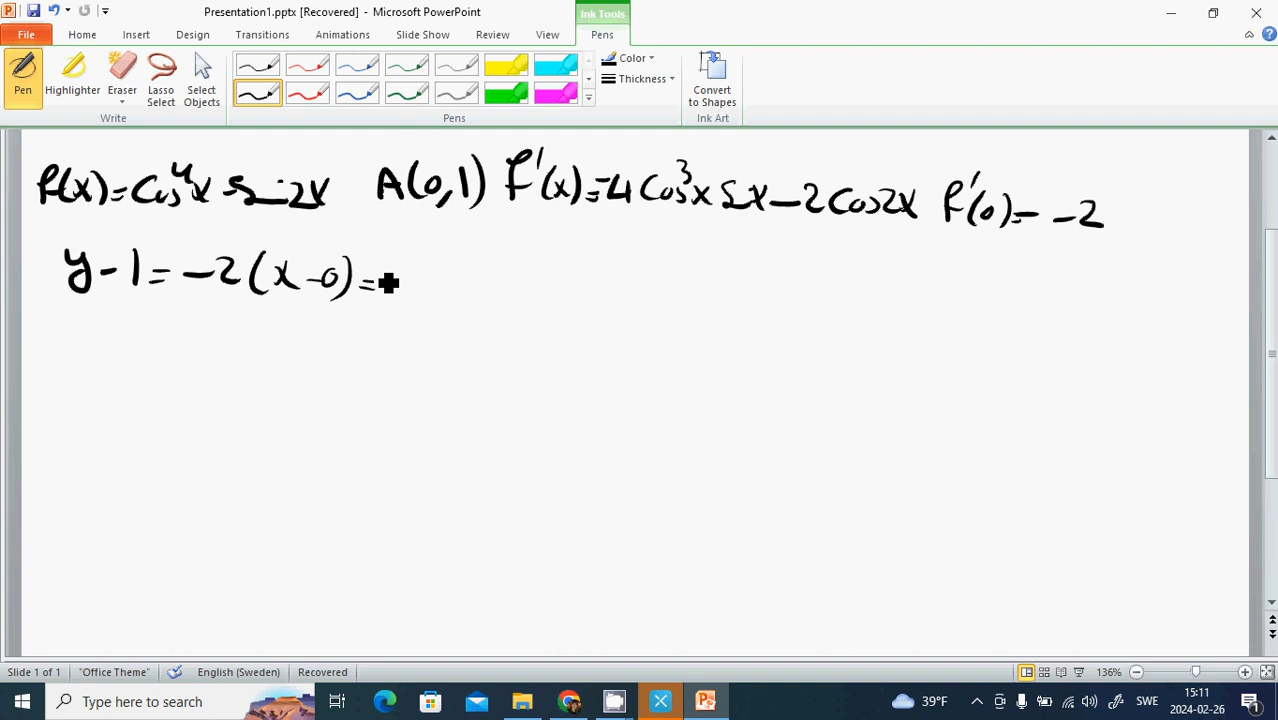 Presentation1.pptx [Recovered] - Microsoft PowerPoint
Ink Tools
File Home Insert Design Transitions Animations Slide Show Review View Pens
Pen Highlighter Eraser Lasso Select Select Objects
Color
Thickness
Convert to Shapes
Write Pens Ink Art
f(x)=cos⁴x - sin2x A(0,1) f'(x)=-4cos³x sinx-2cos2x f'(0)= -2
y-1=-2(x-0)=
Slide 1 of 1 "Office Theme" English (Sweden) Recovered 136%
Type here to search 39°F SWE 15:11
2024-02-26